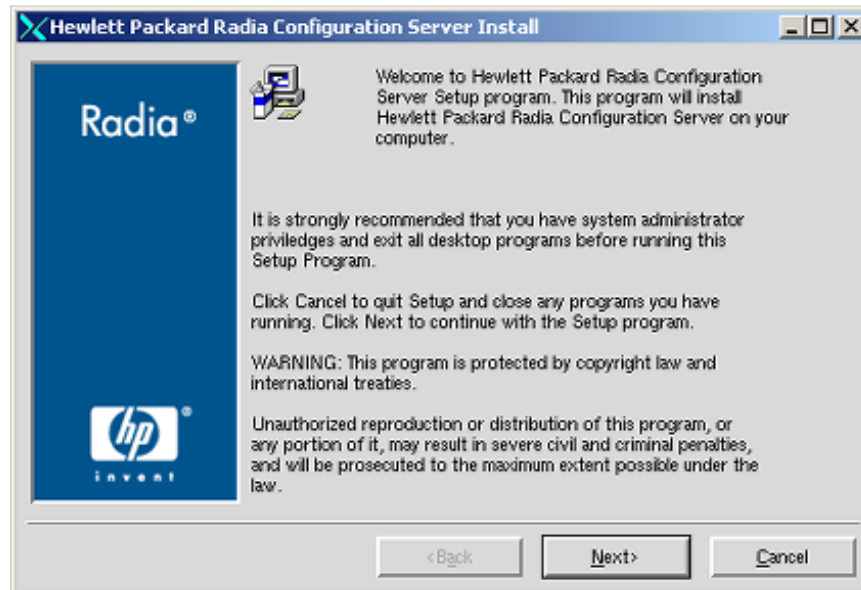 Hewlett Packard Radia Configuration Server Install
Radia®
Welcome to Hewlett Packard Radia Configuration
Server Setup program. This program will install
Hewlett Packard Radia Configuration Server on your
computer.
It is strongly recommended that you have system administrator
priviledges and exit all desktop programs before running this
Setup Program.
Click Cancel to quit Setup and close any programs you have
running. Click Next to continue with the Setup program.
WARNING: This program is protected by copyright law and
international treaties.
Unauthorized reproduction or distribution of this program, or
any portion of it, may result in severe civil and criminal penalties,
and will be prosecuted to the maximum extent possible under the
law.
hp®
invent
<Back
Next>
Cancel